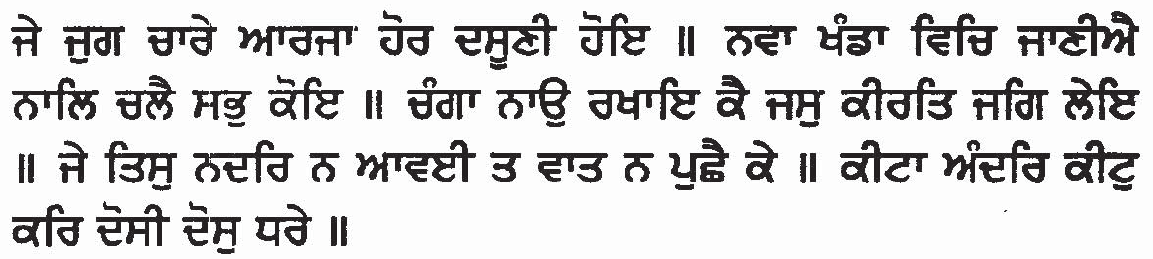 ਜੇ ਜੁਗ ਚਾਰੇ ਆਰਜਾ ਹੋਰ ਦਸੂਣੀ ਹੋਇ ॥ ਨਵਾ ਖੰਡਾ ਵਿਚਿ ਜਾਣੀਐ
ਨਾਲਿ ਚਲੈ ਸਭੁ ਕੋਇ ॥ ਚੰਗਾ ਨਾਉ ਰਖਾਇ ਕੈ ਜਸੁ ਕੀਰਤਿ ਜਗਿ ਲੇਇ
॥ ਜੇ ਤਿਸੁ ਨਦਰਿ ਨ ਆਵਈ ਤ ਵਾਤ ਨ ਪੁਛੈ ਕੇ ॥ ਕੀਟਾ ਅੰਦਰਿ ਕੀਟੁ
ਕਰਿ ਦੋਸੀ ਦੋਸੁ ਧਰੇ ॥